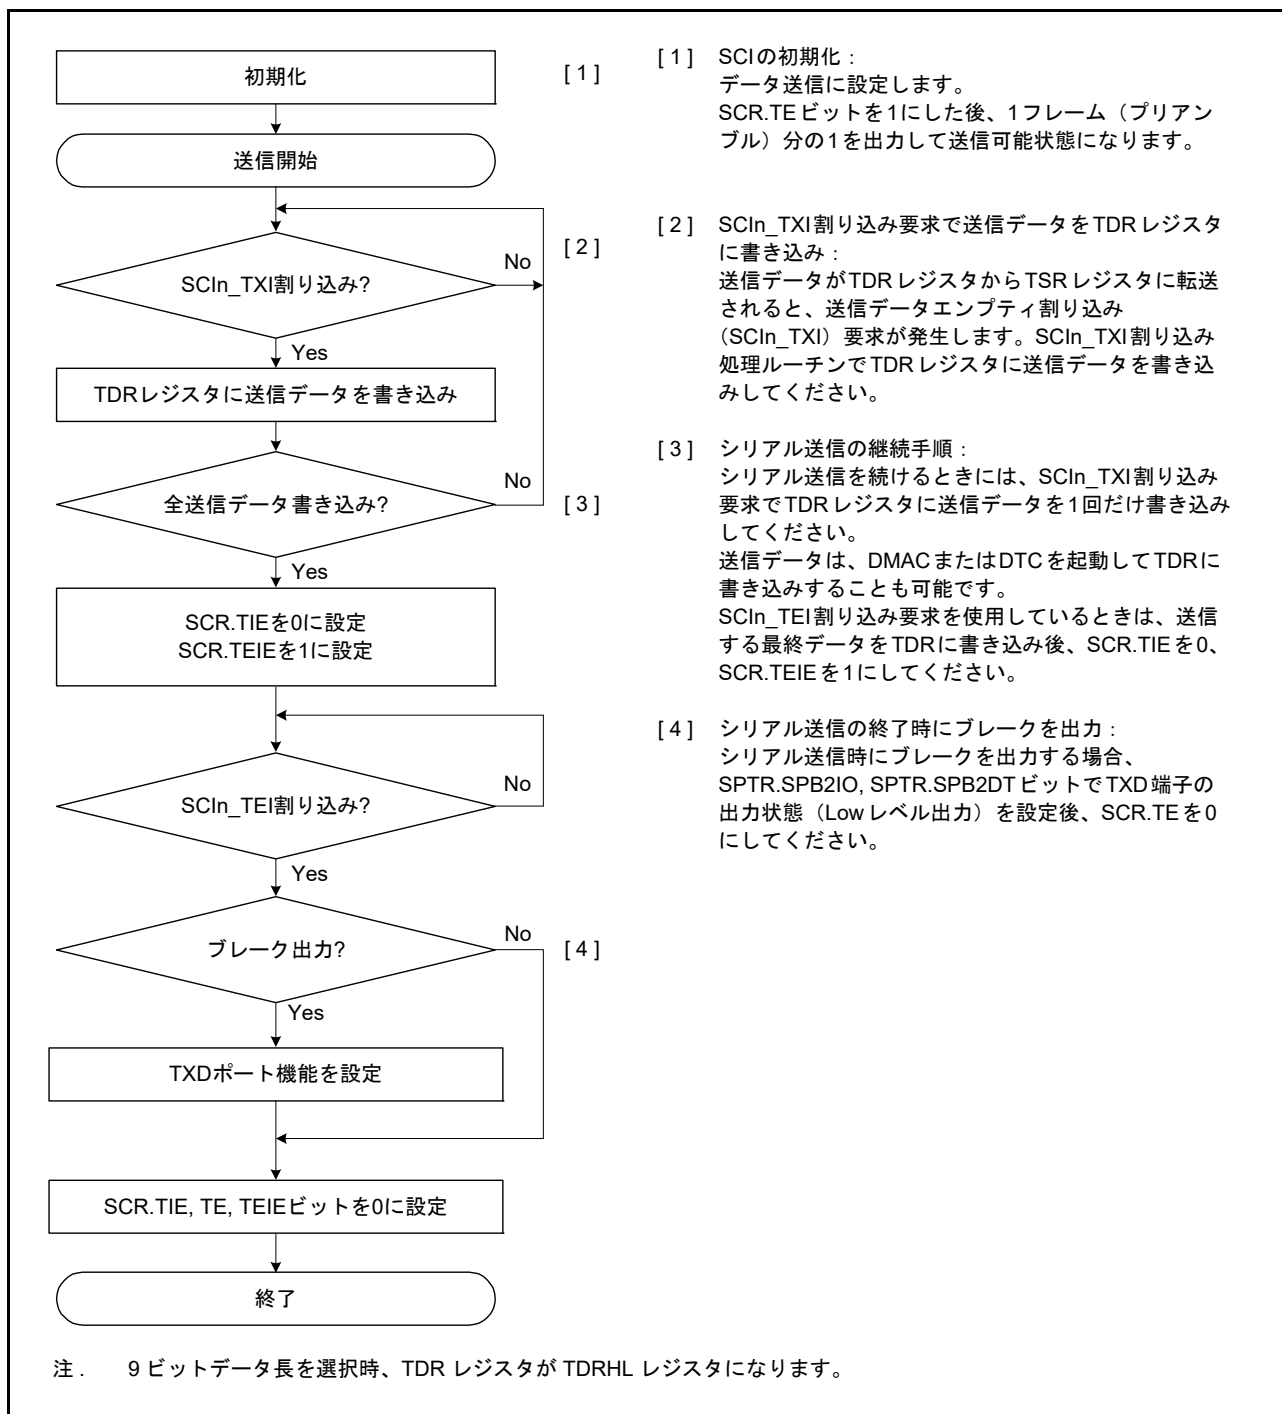 初期化
[ 1 ]
送信開始
SCIn_TXI割り込み?
No
[ 2 ]
Yes
TDRレジスタに送信データを書き込み
全送信データ書き込み?
No
[ 3 ]
Yes
SCR.TIEを0に設定
SCR.TEIEを1に設定
SCIn_TEI割り込み?
No
Yes
ブレーク出力?
No
[ 4 ]
Yes
TXDポート機能を設定
SCR.TIE, TE, TEIEビットを0に設定
終了
[ 1 ] SCIの初期化：
データ送信に設定します。
SCR.TEビットを1にした後、1フレーム（プリアン
ブル）分の1を出力して送信可能状態になります。
[ 2 ] SCIn_TXI割り込み要求で送信データをTDRレジスタ
に書き込み：
送信データがTDRレジスタからTSRレジスタに転送
されると、送信データエンプティ割り込み
（SCIn_TXI）要求が発生します。SCIn_TXI割り込み
処理ルーチンでTDRレジスタに送信データを書き込
みしてください。
[ 3 ] シリアル送信の継続手順：
シリアル送信を続けるときには、SCIn_TXI割り込み
要求でTDRレジスタに送信データを1回だけ書き込み
してください。
送信データは、DMACまたはDTCを起動してTDRに
書き込みすることも可能です。
SCIn_TEI割り込み要求を使用しているときは、送信
する最終データをTDRに書き込み後、SCR.TIEを0、
SCR.TEIEを1にしてください。
[ 4 ] シリアル送信の終了時にブレークを出力：
シリアル送信時にブレークを出力する場合、
SPTR.SPB2IO, SPTR.SPB2DTビットでTXD端子の
出力状態（Lowレベル出力）を設定後、SCR.TEを0
にしてください。
注． 9 ビットデータ長を選択時、TDR レジスタが TDRHL レジスタになります。